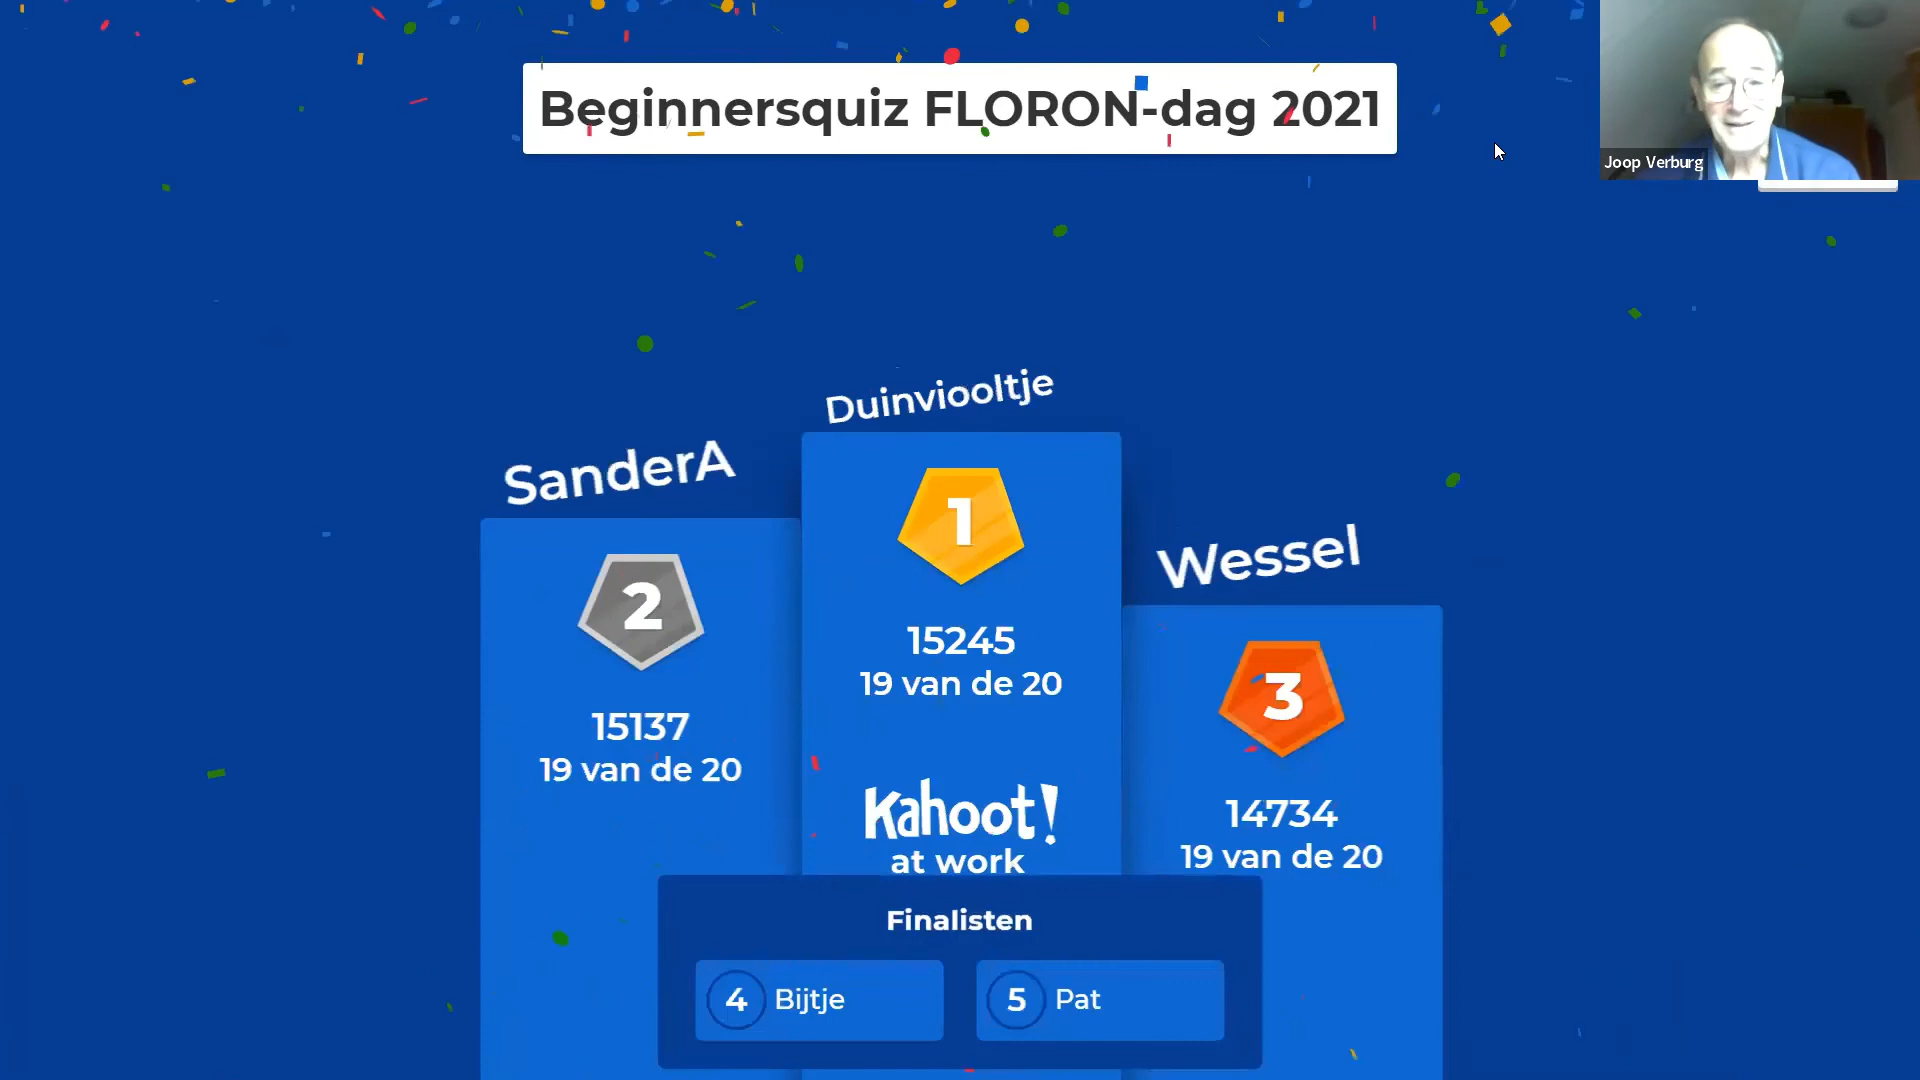 Beginnersquiz FLORON-dag 2021
Joop Verburg
Duinviooltje
SanderA
Wessel
1
15245
19 van de 20
2
15137
19 van de 20
3
14734
19 van de 20
Kahoot!
at work
Finalisten
4 Bijtje
5 Pat